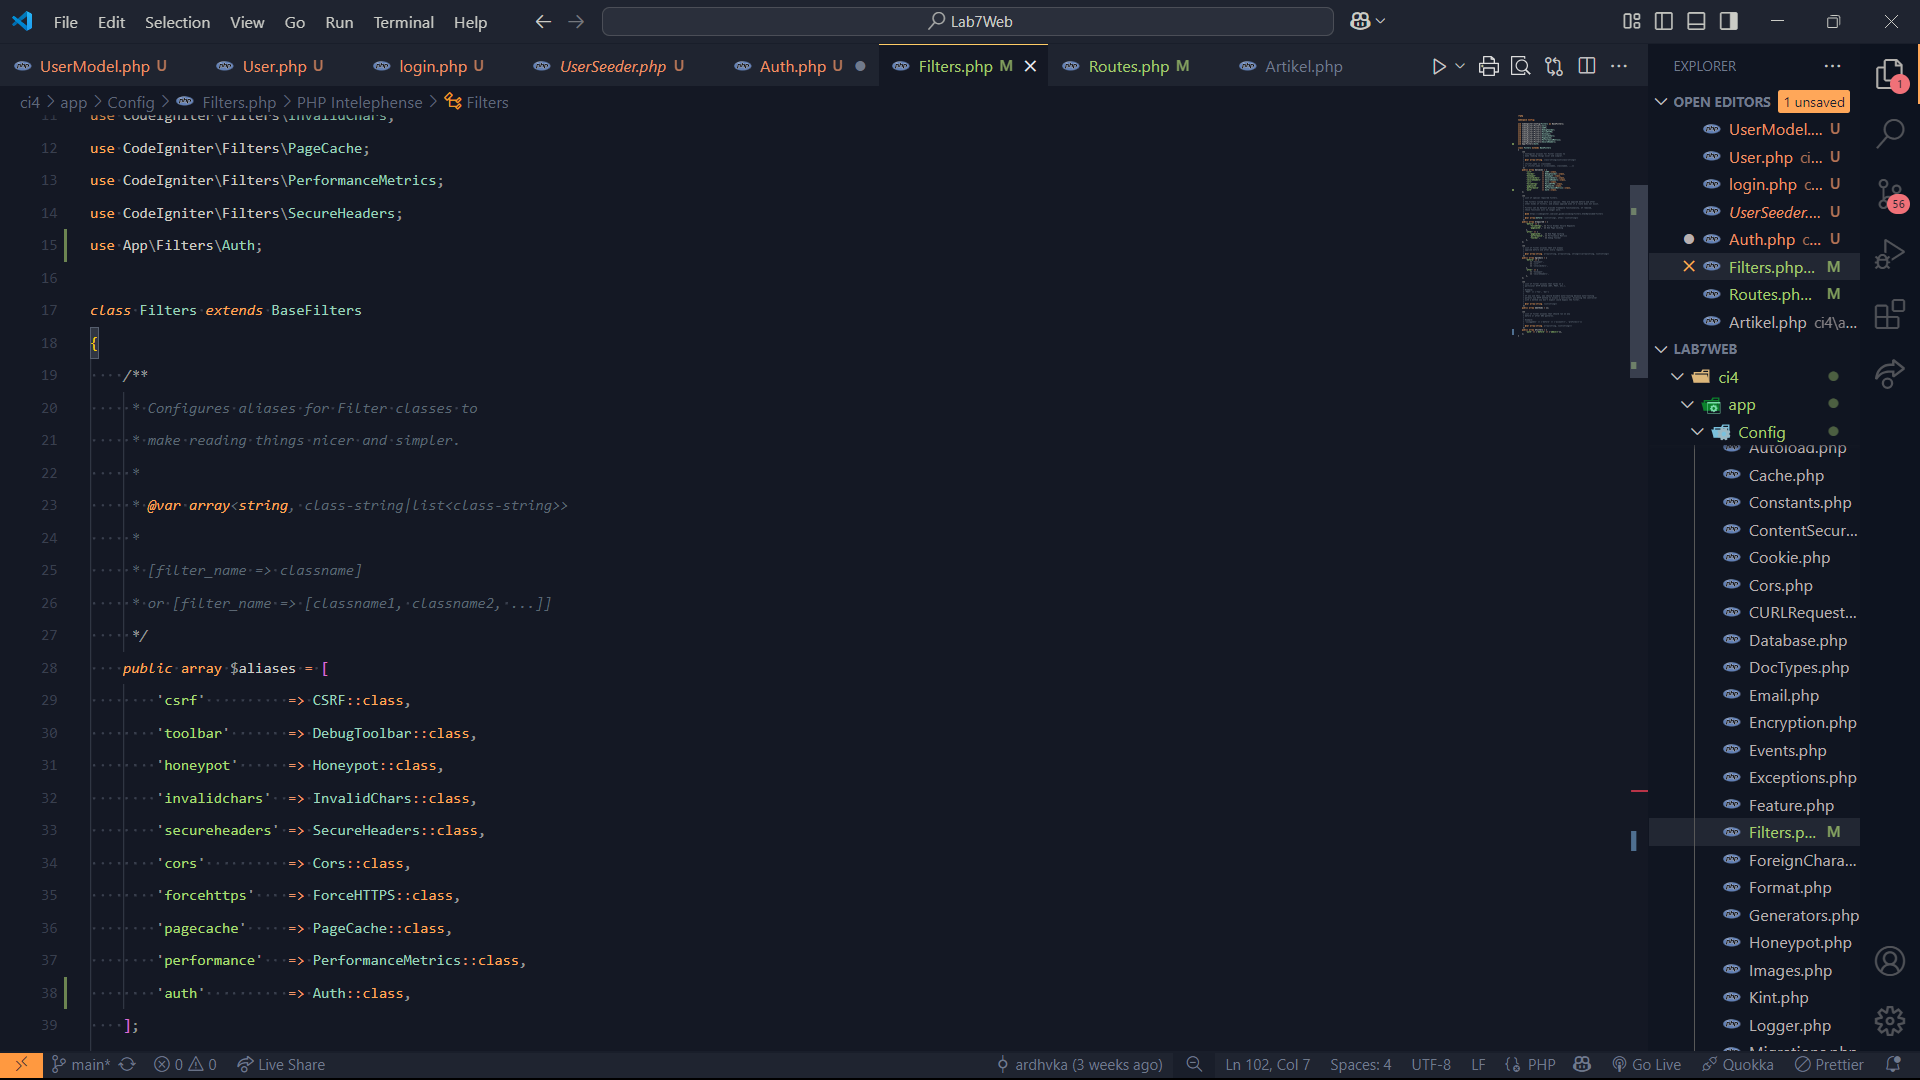 File Edit Selection View Go Run Terminal Help
Lab7Web
UserModel.php U User.php U login.php U UserSeeder.php U Auth.php U Filters.php M Routes.php M Artikel.php
ci4 > app > Config > Filters.php > PHP Intelephense > Filters
11 use CodeIgniter\Filters\InvalidChars;
12 use CodeIgniter\Filters\PageCache;
13 use CodeIgniter\Filters\PerformanceMetrics;
14 use CodeIgniter\Filters\SecureHeaders;
15 use App\Filters\Auth;
16
17 class Filters extends BaseFilters
18 {
19 /**
20 * Configures aliases for Filter classes to
21 * make reading things nicer and simpler.
22 *
23 * @var array<string, class-string|list<class-string>>
24 *
25 * [filter_name => classname]
26 * or [filter_name => [classname1, classname2, ...]]
27 */
28 public array $aliases = [
29 'csrf' => CSRF::class,
30 'toolbar' => DebugToolbar::class,
31 'honeypot' => Honeypot::class,
32 'invalidchars' => InvalidChars::class,
33 'secureheaders' => SecureHeaders::class,
34 'cors' => Cors::class,
35 'forcehttps' => ForceHTTPS::class,
36 'pagecache' => PageCache::class,
37 'performance' => PerformanceMetrics::class,
38 'auth' => Auth::class,
39 ];
EXPLORER
OPEN EDITORS 1 unsaved
UserModel.... U
User.php ci... U
login.php c... U
UserSeeder.... U
Auth.php c... U
Filters.php... M
Routes.ph... M
Artikel.php ci4\a...
LAB7WEB
ci4
app
Config
Autoload.php
Cache.php
Constants.php
ContentSecur...
Cookie.php
Cors.php
CURLRequest...
Database.php
DocTypes.php
Email.php
Encryption.php
Events.php
Exceptions.php
Feature.php
Filters.p... M
ForeignChara...
Format.php
Generators.php
Honeypot.php
Images.php
Kint.php
Logger.php
Migrations.php
1
56
main* 0 0 Live Share ardhvka (3 weeks ago) Ln 102, Col 7 Spaces: 4 UTF-8 LF {} PHP Go Live Quokka Prettier